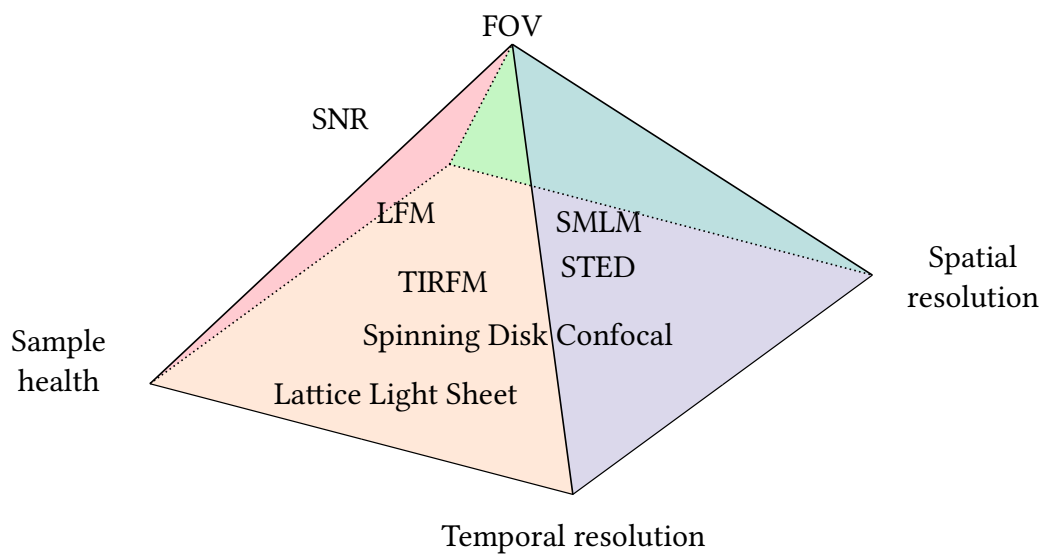 FOV
SNR
LFM
SMLM
STED
TIRFM
Spatial
resolution
Spinning Disk Confocal
Sample
health
Lattice Light Sheet
Temporal resolution